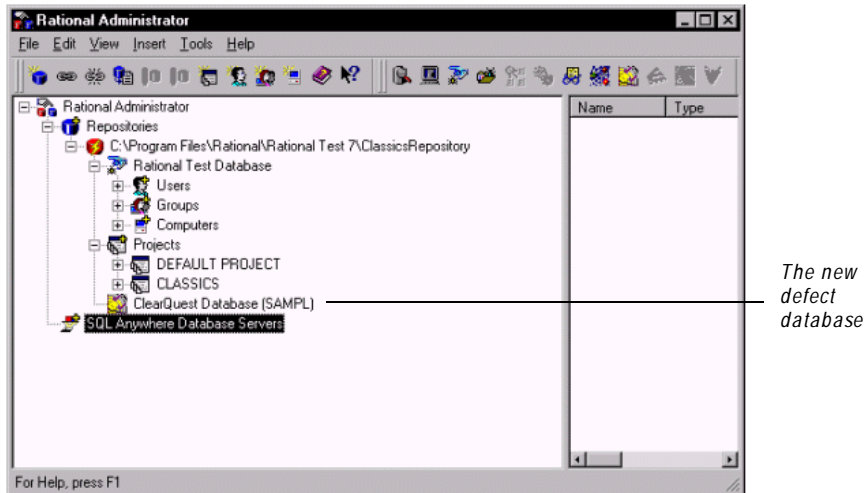 Rational Administrator
File Edit View Insert Tools Help
Rational Administrator
Repositories
C:\Program Files\Rational\Rational Test 7\ClassicsRepository
Rational Test Database
Users
Groups
Computers
Projects
DEFAULT PROJECT
CLASSICS
ClearQuest Database (SAMPL)
SQL Anywhere Database Servers
Name Type
The new
defect
database
For Help, press F1